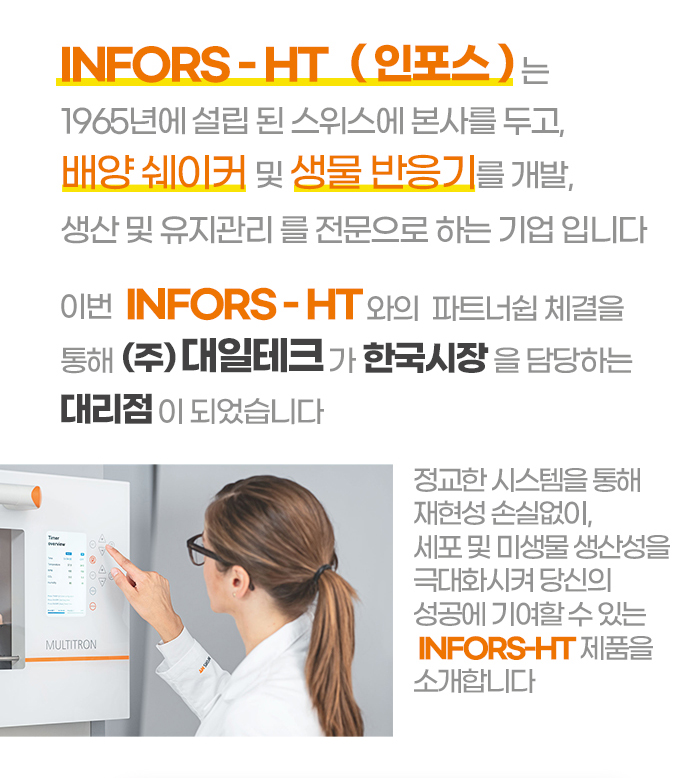 INFORS - HT ( 인포스 ) 는
1965년에 설립 된 스위스에 본사를 두고,
배양 쉐이커 및 생물 반응기를 개발,
생산 및 유지관리 를 전문으로 하는 기업 입니다
이번 INFORS - HT 와의 파트너쉽 체결을
통해 (주) 대일테크 가 한국시장 을 담당하는
대리점 이 되었습니다
정교한 시스템을 통해
재현성 손실없이,
세포 및 미생물 생산성을
극대화시켜 당신의
성공에 기여할 수 있는
INFORS-HT 제품을
소개합니다
Timer
overview
MULTITRON